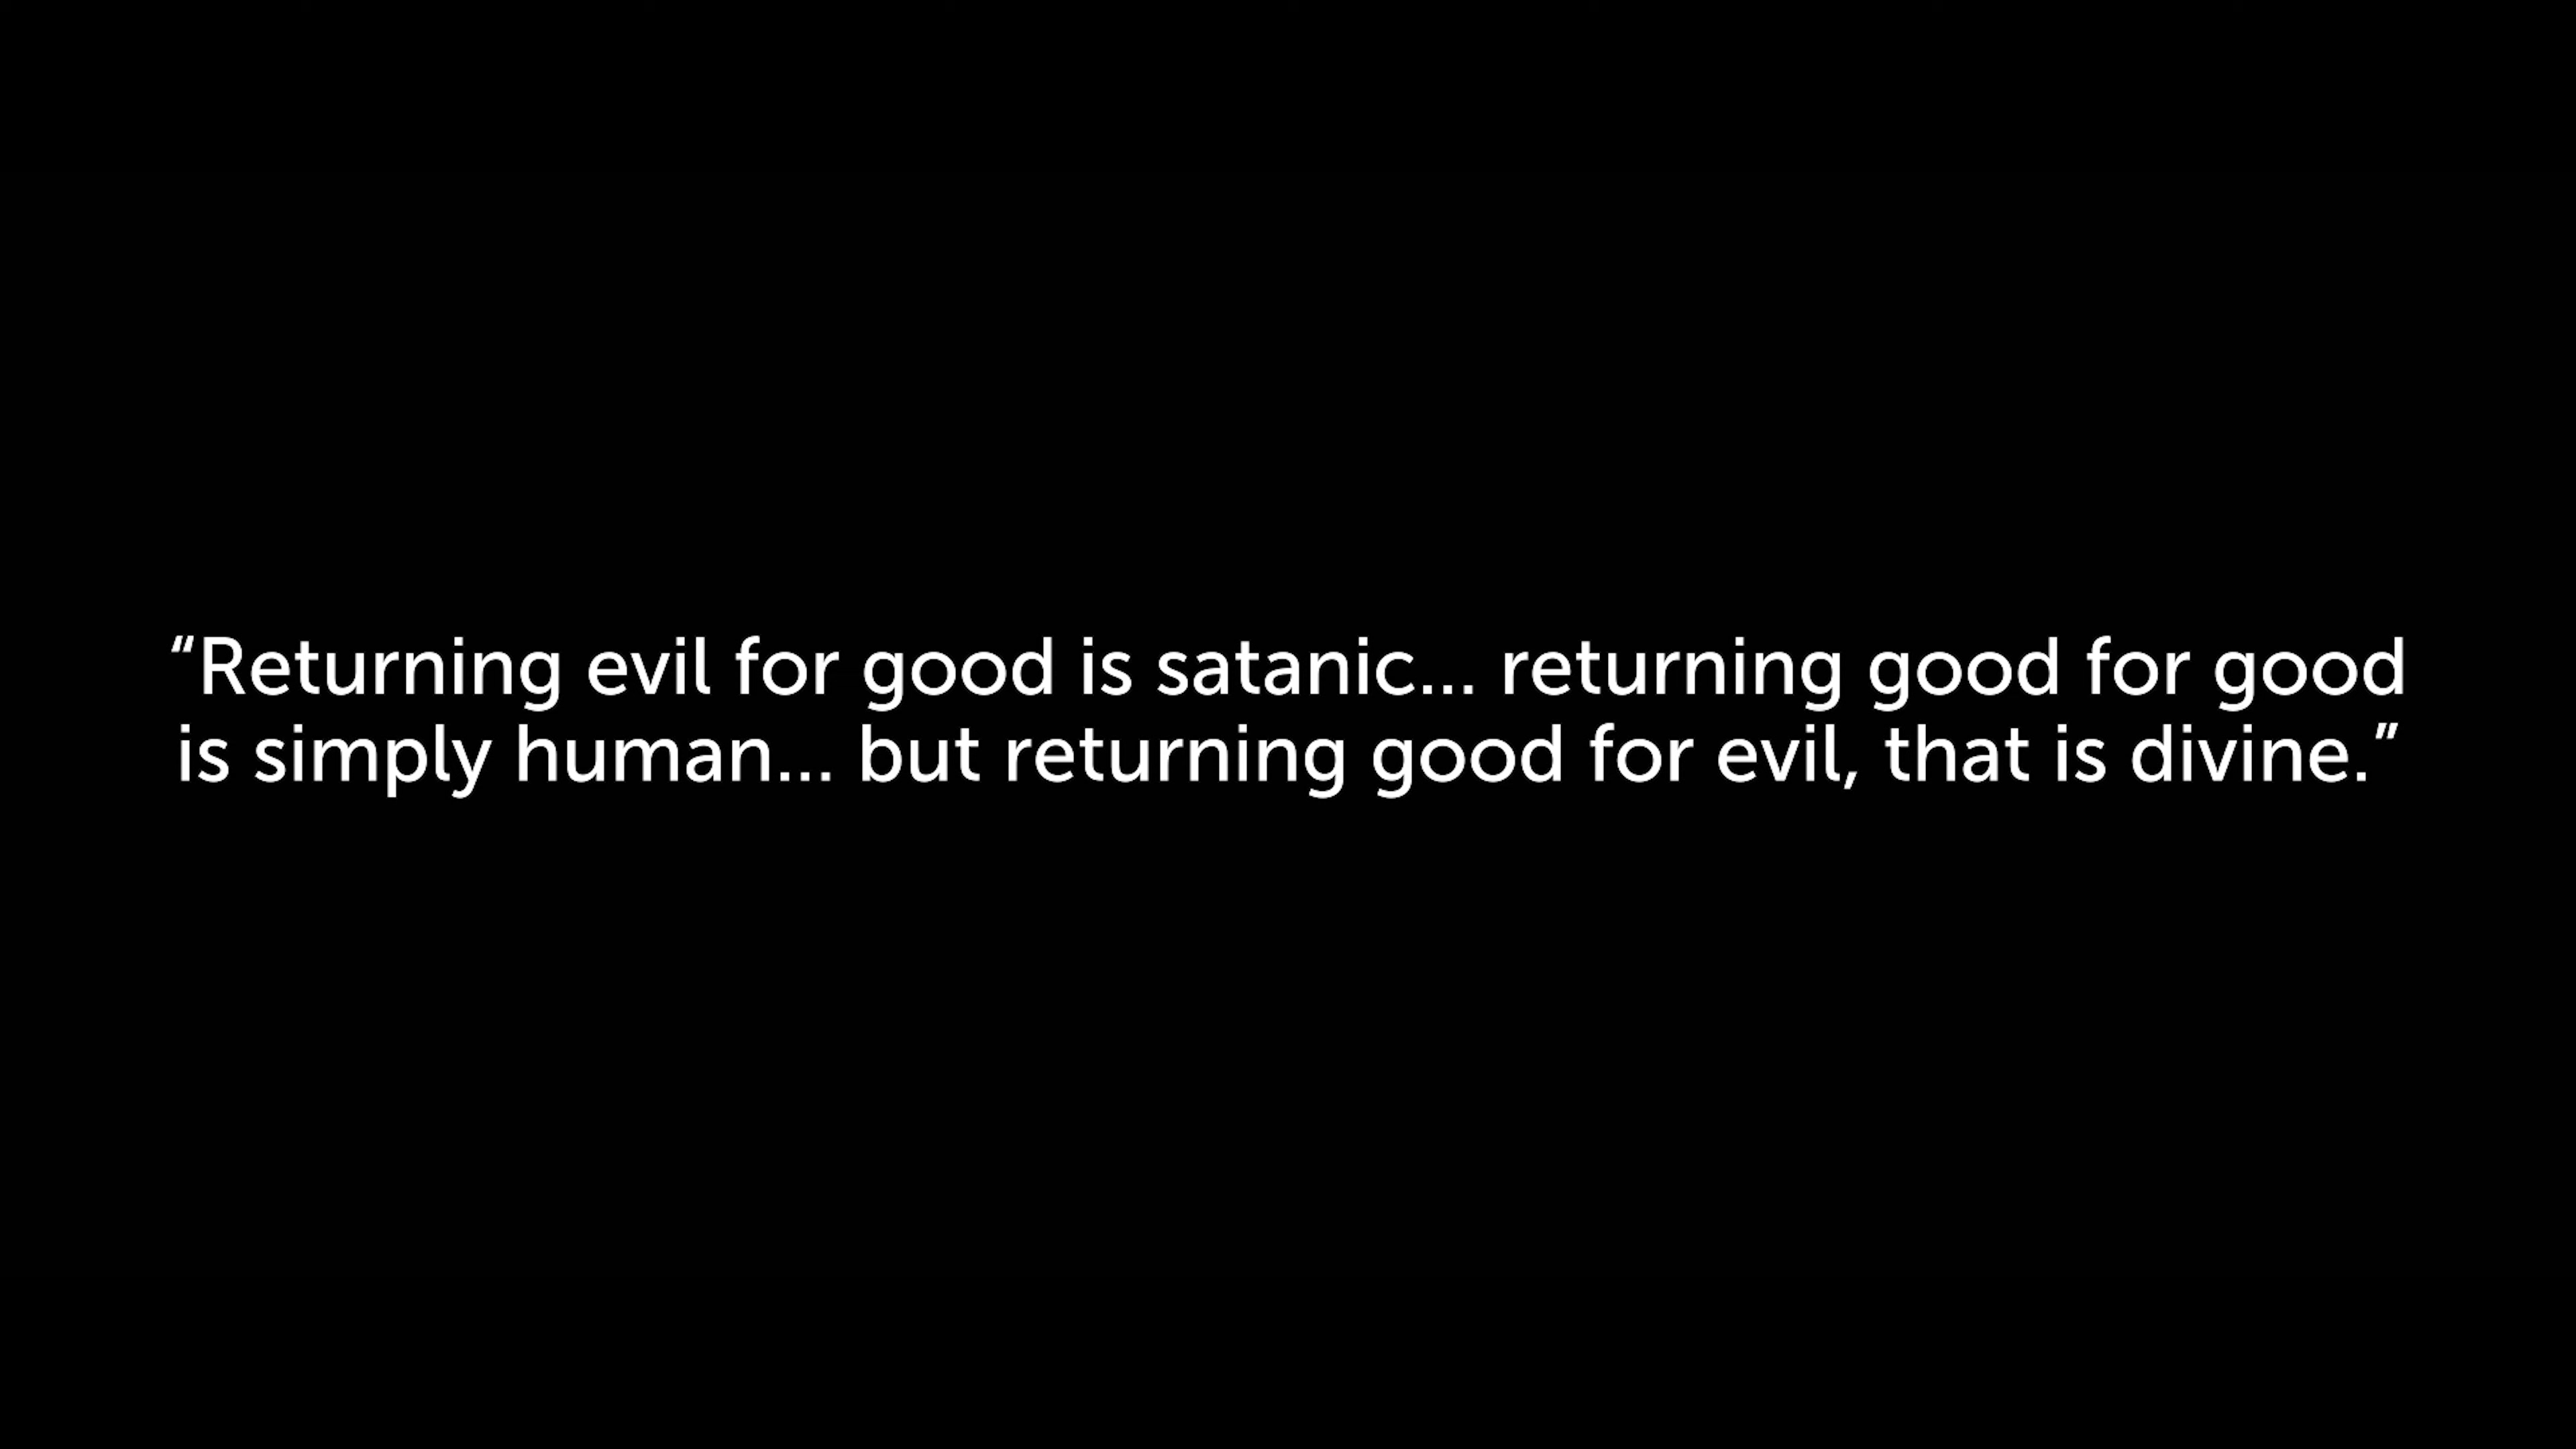 “Returning evil for good is satanic... returning good for good
is simply human... but returning good for evil, that is divine.”